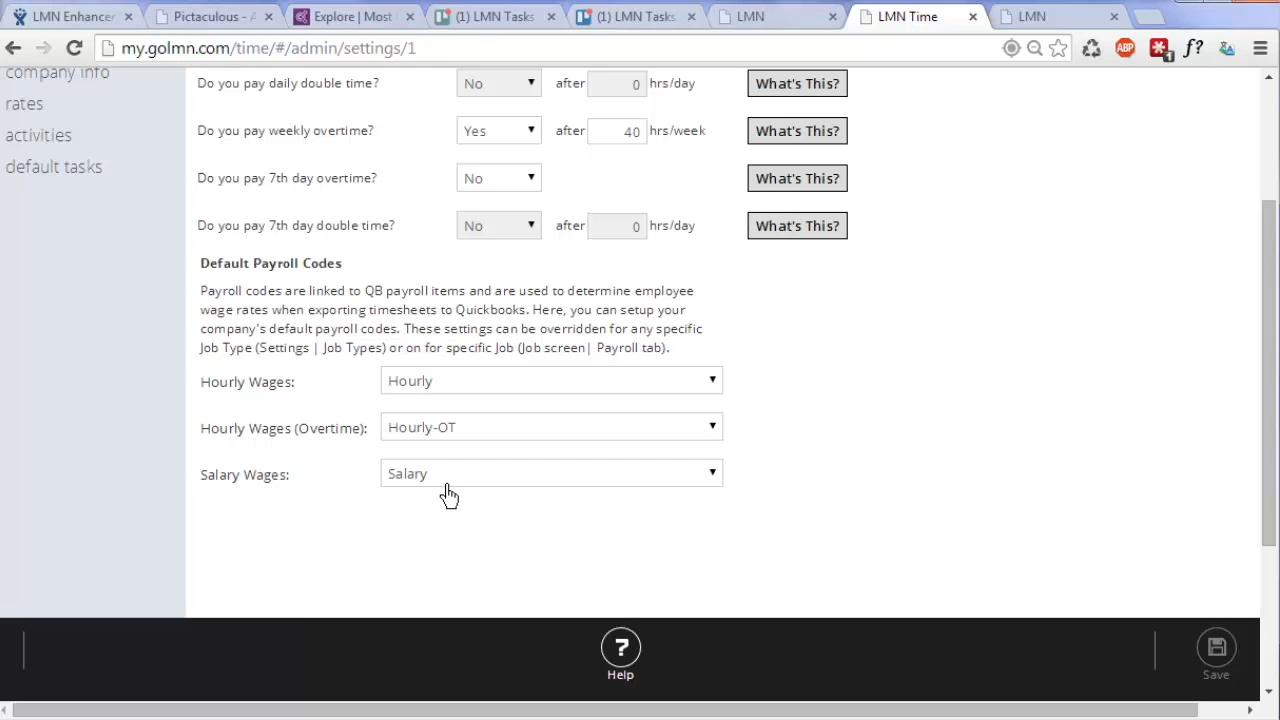 LMN Enhancer
Pictaculous - A
Explore | Most
(1) LMN Tasks
(1) LMN Tasks
LMN
LMN Time
LMN
my.golmn.com/time/#/admin/settings/1
ABP
1
f?
company info
rates
activities
default tasks
Do you pay daily double time? No after 0 hrs/day What's This?
Do you pay weekly overtime? Yes after 40 hrs/week What's This?
Do you pay 7th day overtime? No What's This?
Do you pay 7th day double time? No after 0 hrs/day What's This?
Default Payroll Codes
Payroll codes are linked to QB payroll items and are used to determine employee
wage rates when exporting timesheets to Quickbooks. Here, you can setup your
company's default payroll codes. These settings can be overridden for any specific
Job Type (Settings | Job Types) or on for specific Job (Job screen| Payroll tab).
Hourly Wages: Hourly
Hourly Wages (Overtime): Hourly-OT
Salary Wages: Salary
?
Help
Save